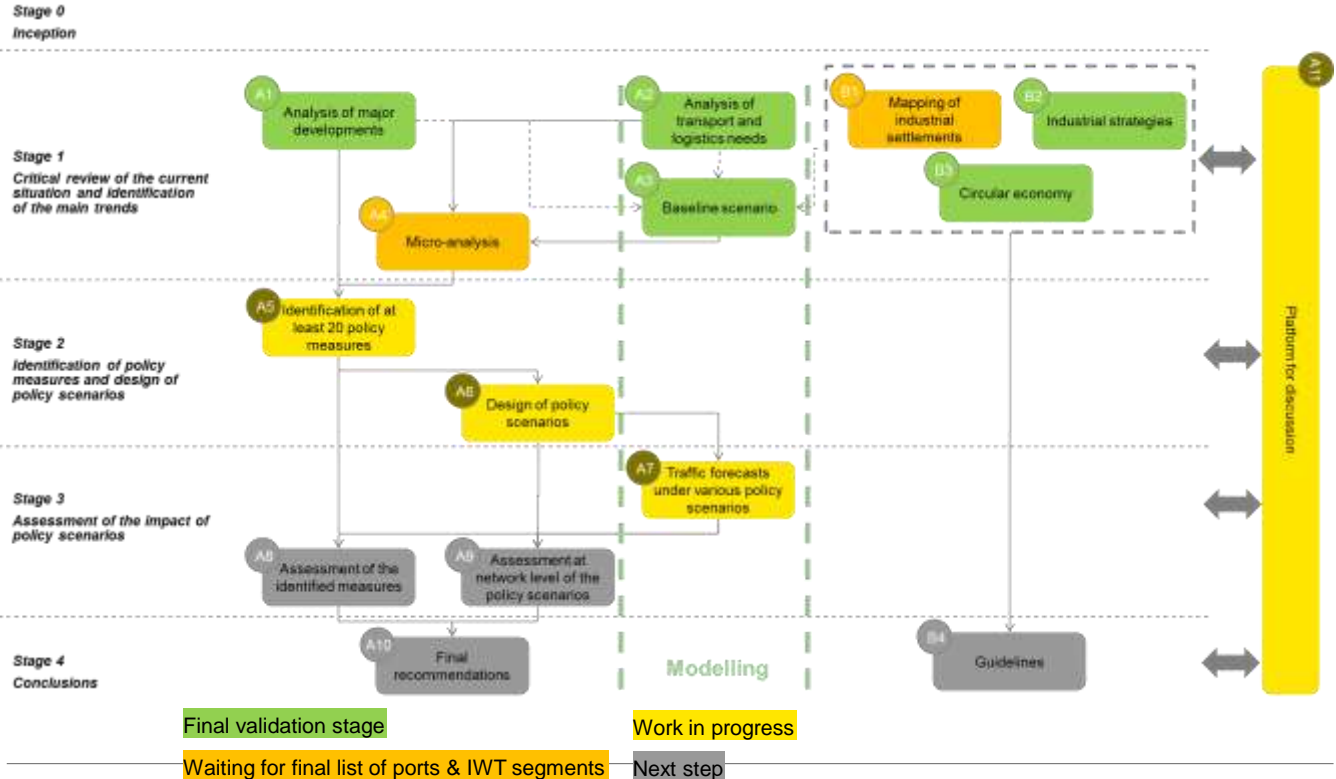 Stage 0
Inception
Stage 1
Critical review of the current
situation and identification
of the main trends
A1
Analysis of major
developments
A2
Analysis of
transport and
logistics needs
B1
Mapping of
industrial
settlements
B2
Industrial strategies
A3
Baseline scenario
B3
Circular economy
A4
Micro-analysis
A11
Platform for discussion
Stage 2
Identification of policy
measures and design of
policy scenarios
A5
Identification of at
least 20 policy
measures
A6
Design of policy
scenarios
Stage 3
Assessment of the impact of
policy scenarios
A7
Traffic forecasts
under various policy
scenarios
A8
Assessment of the
identified measures
A9
Assessment at
network level of the
policy scenarios
Stage 4
Conclusions
A10
Final
recommendations
Modelling
B4
Guidelines
Final validation stage
Work in progress
Waiting for final list of ports & IWT segments
Next step